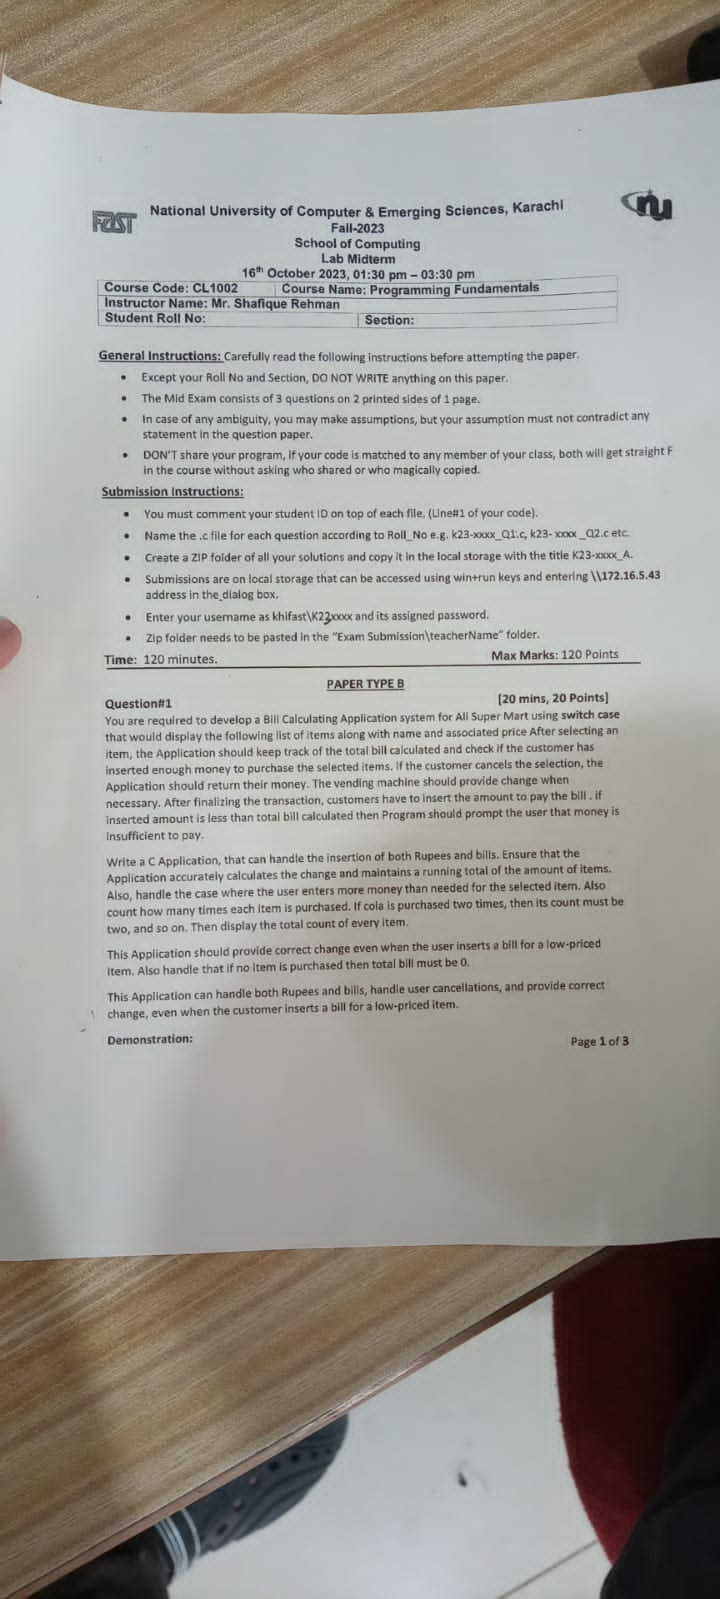 FAST
National University of Computer & Emerging Sciences, Karachi
nu
Fall-2023
School of Computing
Lab Midterm
16th October 2023, 01:30 pm – 03:30 pm
Course Code: CL1002 Course Name: Programming Fundamentals
Instructor Name: Mr. Shafique Rehman
Student Roll No: Section:
General Instructions: Carefully read the following instructions before attempting the paper.
• Except your Roll No and Section, DO NOT WRITE anything on this paper.
• The Mid Exam consists of 3 questions on 2 printed sides of 1 page.
• In case of any ambiguity, you may make assumptions, but your assumption must not contradict any
statement in the question paper.
• DON'T share your program, if your code is matched to any member of your class, both will get straight F
in the course without asking who shared or who magically copied.
Submission Instructions:
• You must comment your student ID on top of each file. (Line#1 of your code).
• Name the .c file for each question according to Roll_No e.g. k23-xxxx_Q1.c, k23- xxxx _Q2.c etc.
• Create a ZIP folder of all your solutions and copy it in the local storage with the title K23-xxxx_A.
• Submissions are on local storage that can be accessed using win+run keys and entering \\172.16.5.43
address in the dialog box.
• Enter your username as khifast\K22xxxx and its assigned password.
• Zip folder needs to be pasted in the "Exam Submission\teacherName" folder.
Time: 120 minutes. Max Marks: 120 Points
PAPER TYPE B
Question#1 [20 mins, 20 Points]
You are required to develop a Bill Calculating Application system for Ali Super Mart using switch case
that would display the following list of items along with name and associated price After selecting an
item, the Application should keep track of the total bill calculated and check if the customer has
inserted enough money to purchase the selected items. If the customer cancels the selection, the
Application should return their money. The vending machine should provide change when
necessary. After finalizing the transaction, customers have to insert the amount to pay the bill . if
inserted amount is less than total bill calculated then Program should prompt the user that money is
insufficient to pay.
Write a C Application, that can handle the insertion of both Rupees and bills. Ensure that the
Application accurately calculates the change and maintains a running total of the amount of items.
Also, handle the case where the user enters more money than needed for the selected item. Also
count how many times each item is purchased. If cola is purchased two times, then its count must be
two, and so on. Then display the total count of every item.
This Application should provide correct change even when the user inserts a bill for a low-priced
item. Also handle that if no item is purchased then total bill must be 0.
This Application can handle both Rupees and bills, handle user cancellations, and provide correct
change, even when the customer inserts a bill for a low-priced item.
Demonstration: Page 1 of 3